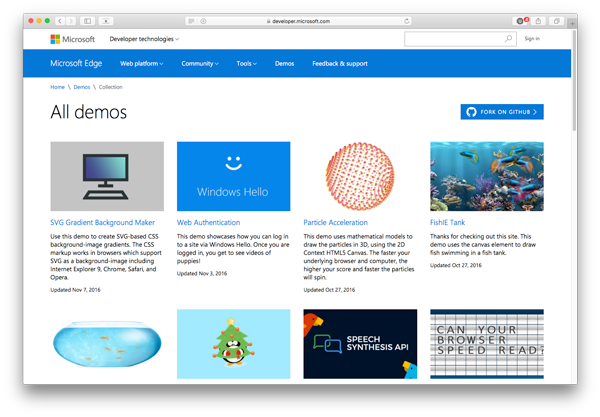 developer.microsoft.com
Microsoft
Developer technologies
Sign in
Microsoft Edge
Web platform
Community
Tools
Demos
Feedback & support
Home \ Demos \ Collection
All demos
FORK ON GITHUB
Windows Hello
SVG Gradient Background Maker
Use this demo to create SVG-based CSS
background-image gradients. The CSS
markup works in browsers which support
SVG as a background-image including
Internet Explorer 9, Chrome, Safari, and
Opera.
Updated Nov 7, 2016
Web Authentication
This demo showcases how you can log in
to a site via Windows Hello. Once you are
logged in, you get to see videos of
puppies!
Updated Nov 3, 2016
Particle Acceleration
This demo uses mathematical models to
draw the particles in 3D, using the 2D
Context HTML5 Canvas. The faster your
underlying browser and computer, the
higher your score and faster the particles
will spin.
Updated Oct 27, 2016
FishIE Tank
Thanks for checking out this site. This
demo uses the canvas element to draw
fish swimming in a fish tank.
Updated Oct 27, 2016
SPEECH
SYNTHESIS API
CAN YOUR
BROWSER
SPEED READ?